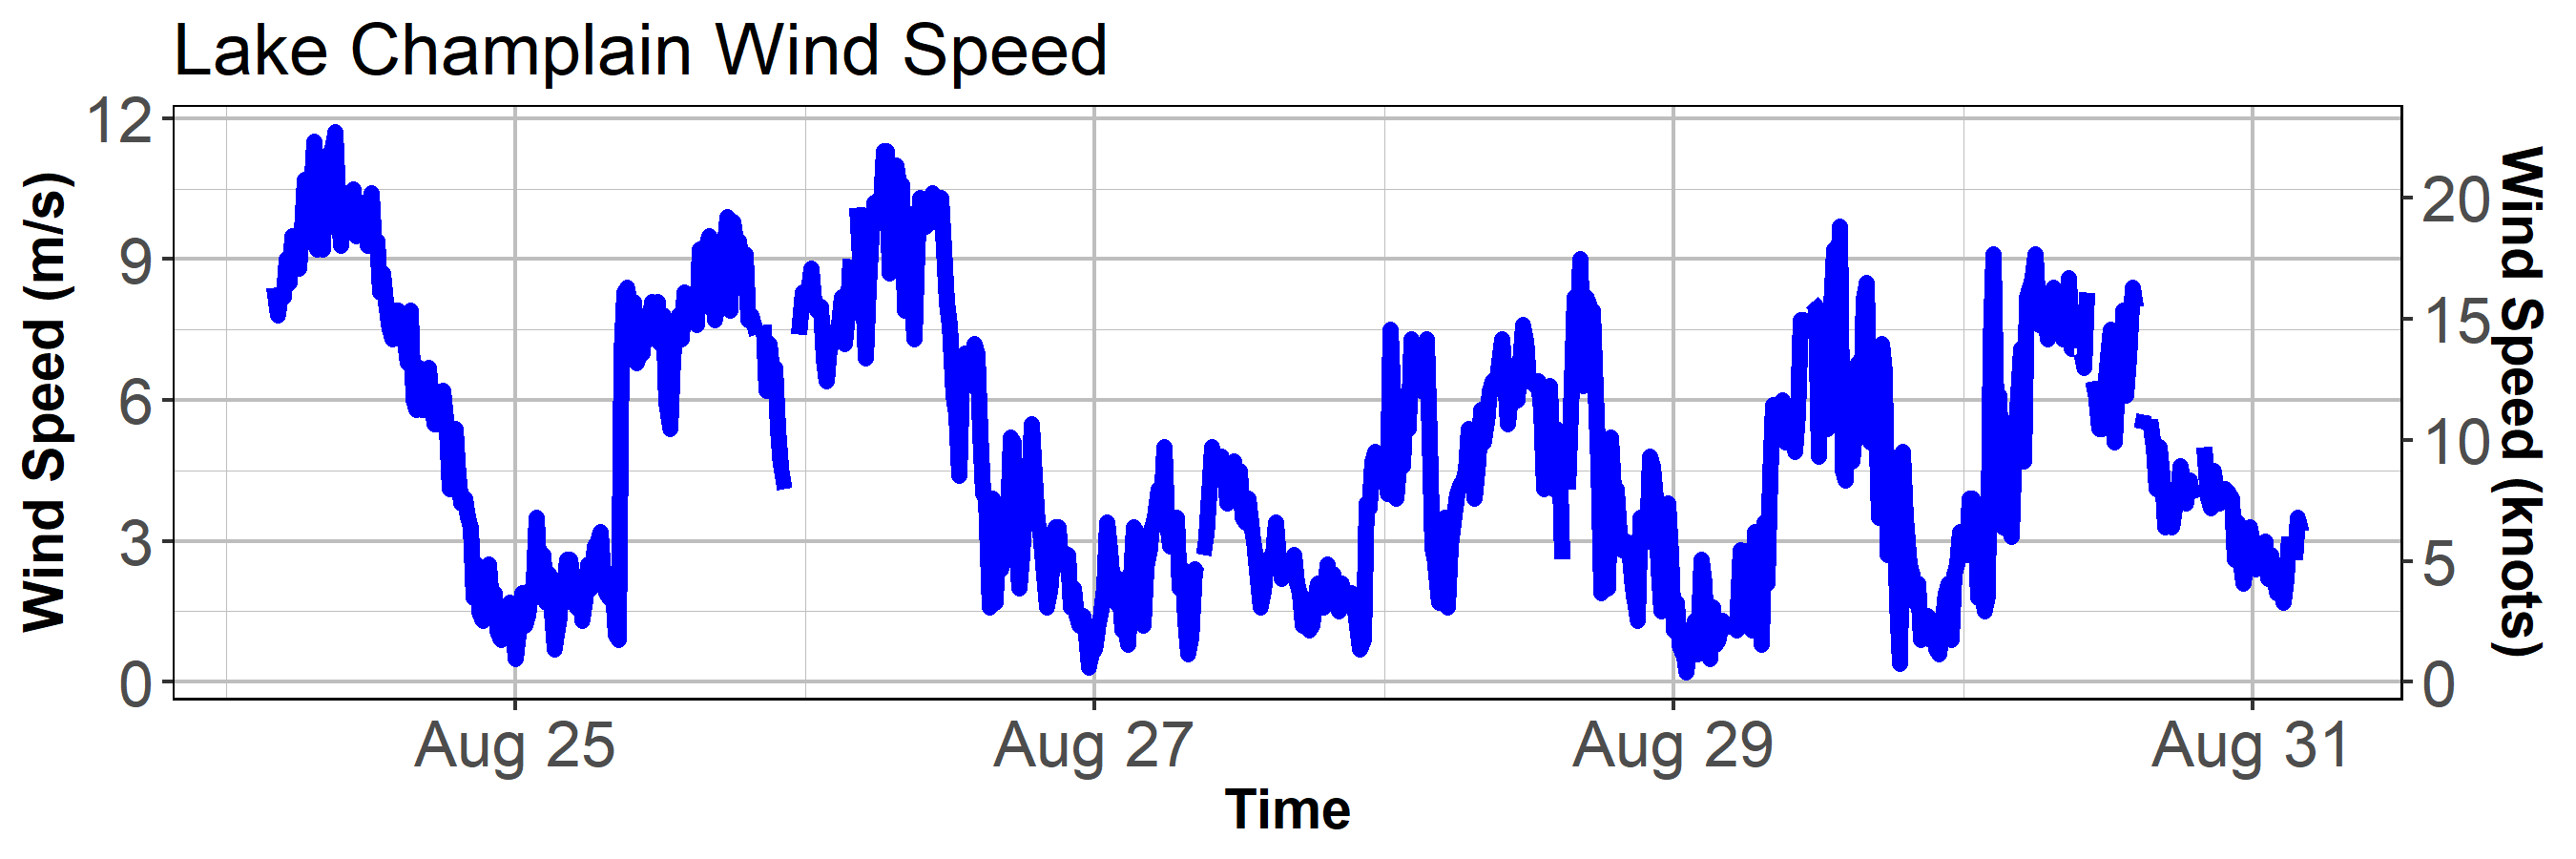 Lake Champlain Wind Speed
Wind Speed (m/s)
12
9
6
3
0
Wind Speed (knots)
20
15
10
5
0
Aug 25
Aug 27
Aug 29
Aug 31
Time